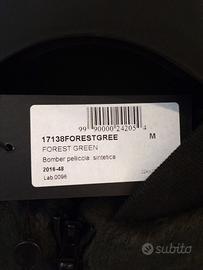 99 90000 24205 4
17138FORESTGREE M
FOREST GREEN
Bomber pelliccia sintetica
2016-48
Lab.0096
subito